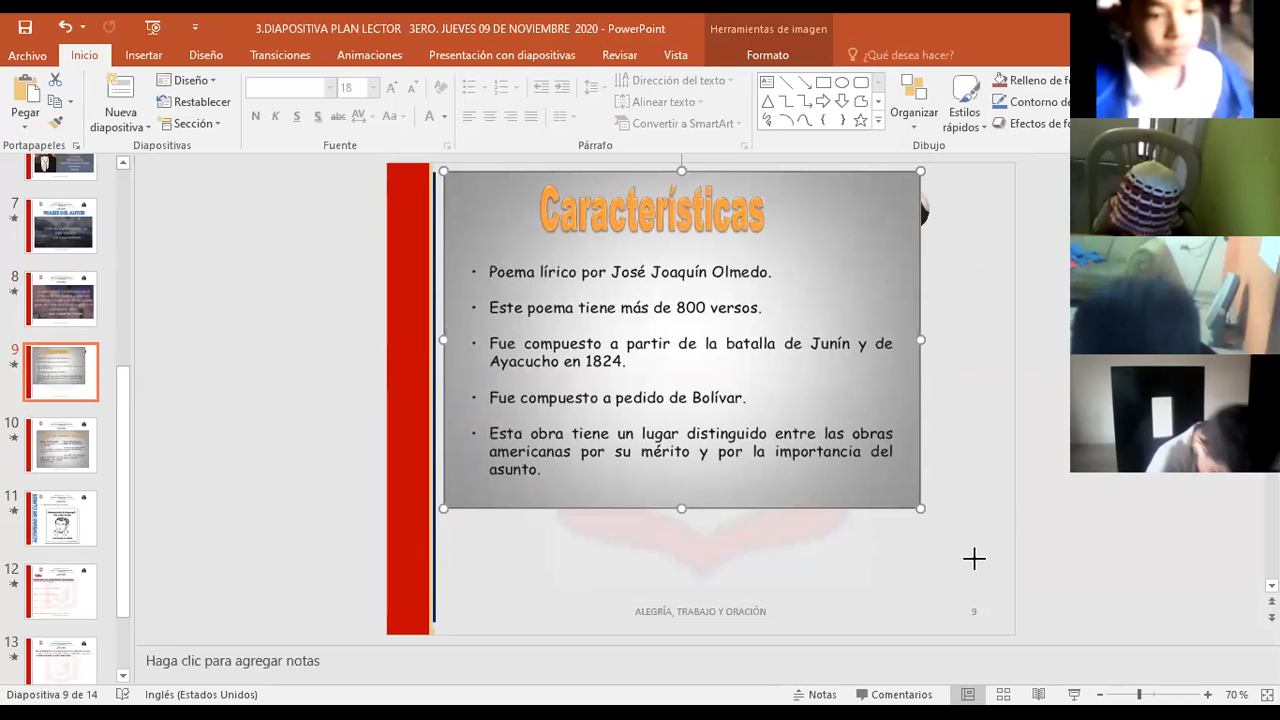 3.DIAPOSITIVA PLAN LECTOR 3ERO. JUEVES 09 DE NOVIEMBRE 2020 - PowerPoint
Herramientas de imagen
Archivo
Inicio
Insertar
Diseño
Transiciones
Animaciones
Presentación con diapositivas
Revisar
Vista
Formato
¿Qué desea hacer?
Pegar
Nueva
diapositiva
Diseño
Restablecer
Sección
18
N K S S abc AV Aa A
Dirección del texto
Alinear texto
Convertir a SmartArt
Organizar
Estilos
rápidos
Relleno de fo
Contorno de
Efectos de fo
Portapapeles
Diapositivas
Fuente
Párrafo
Dibujo
7
8
9
10
11
12
13
Características
• Poema lírico por José Joaquín Olmedo.
• Este poema tiene más de 800 versos.
• Fue compuesto a partir de la batalla de Junín y de
Ayacucho en 1824.
• Fue compuesto a pedido de Bolívar.
• Esta obra tiene un lugar distinguido entre las obras
americanas por su mérito y por la importancia del
asunto.
ALEGRÍA, TRABAJO Y ORACIÓN
9
Haga clic para agregar notas
Diapositiva 9 de 14
Inglés (Estados Unidos)
Notas
Comentarios
70 %